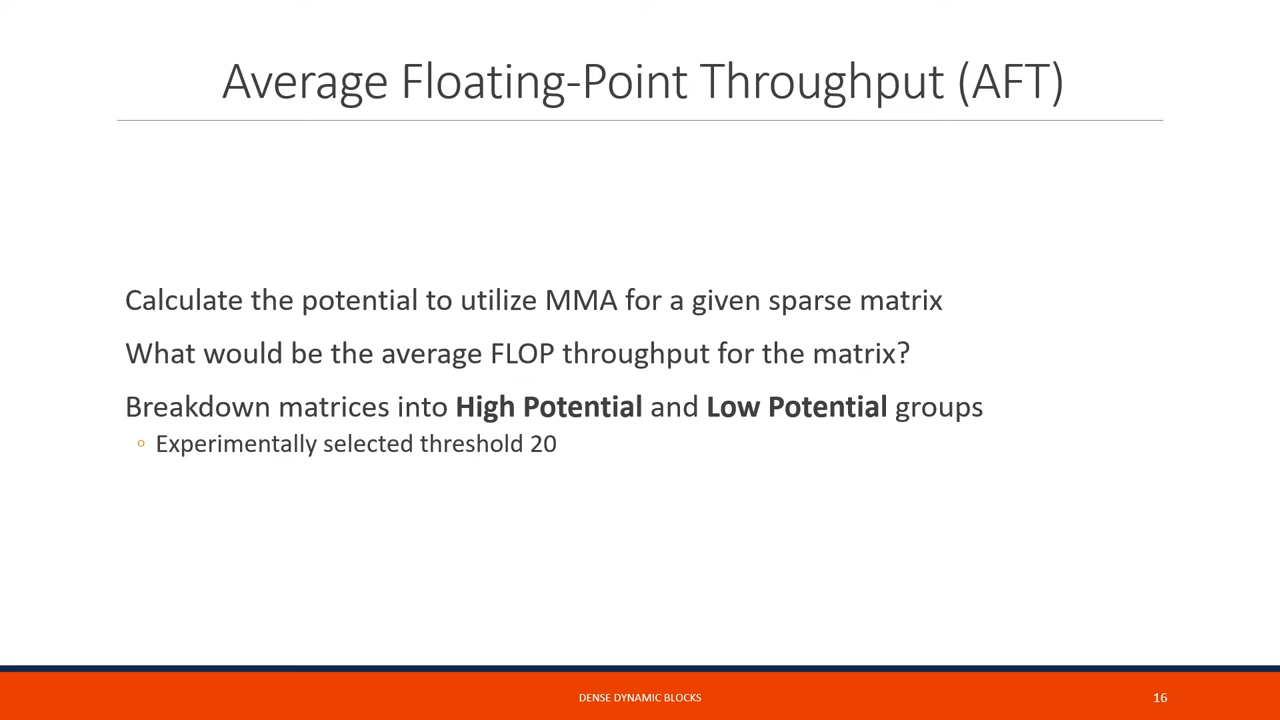 Average Floating-Point Throughput (AFT)
Calculate the potential to utilize MMA for a given sparse matrix
What would be the average FLOP throughput for the matrix?
Breakdown matrices into High Potential and Low Potential groups
◦ Experimentally selected threshold 20
DENSE DYNAMIC BLOCKS
16